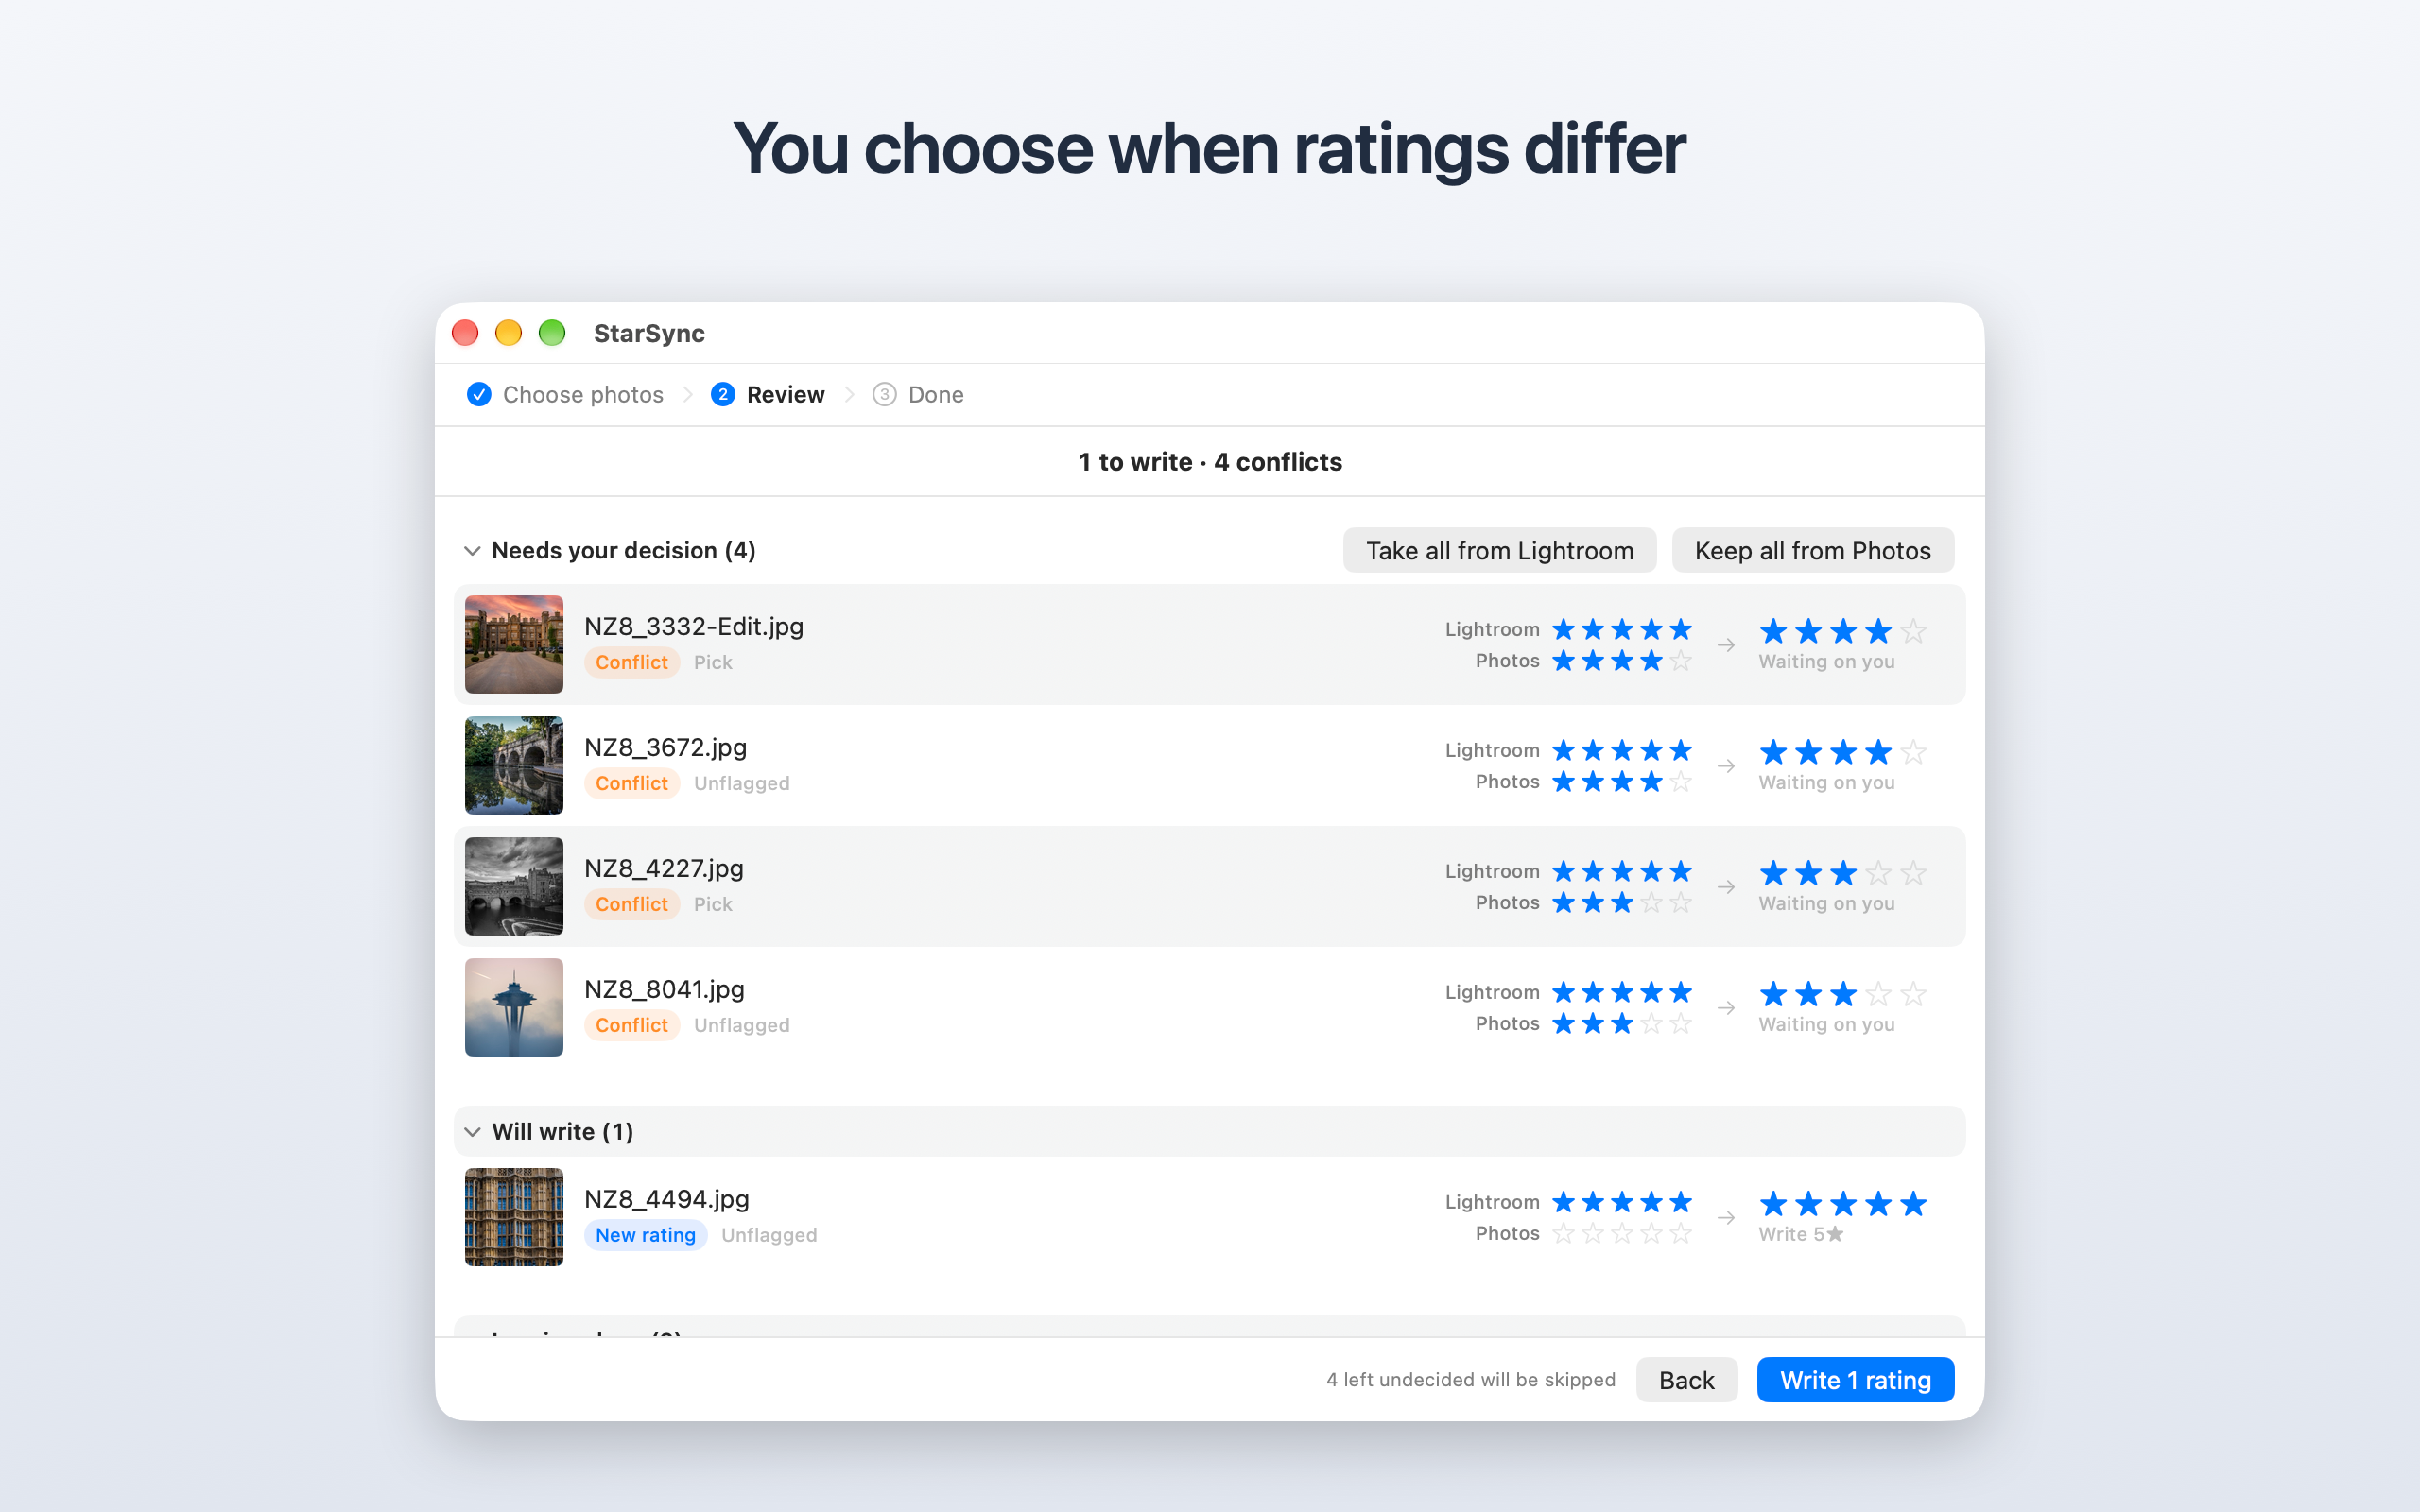 You choose when ratings differ
StarSync
Choose photos
2 Review
3 Done
1 to write · 4 conflicts
Needs your decision (4)
Take all from Lightroom
Keep all from Photos
NZ8_3332-Edit.jpg
Conflict Pick
Lightroom
Photos
Waiting on you
NZ8_3672.jpg
Conflict Unflagged
Lightroom
Photos
Waiting on you
NZ8_4227.jpg
Conflict Pick
Lightroom
Photos
Waiting on you
NZ8_8041.jpg
Conflict Unflagged
Lightroom
Photos
Waiting on you
Will write (1)
NZ8_4494.jpg
New rating Unflagged
Lightroom
Photos
Write 5★
4 left undecided will be skipped
Back
Write 1 rating